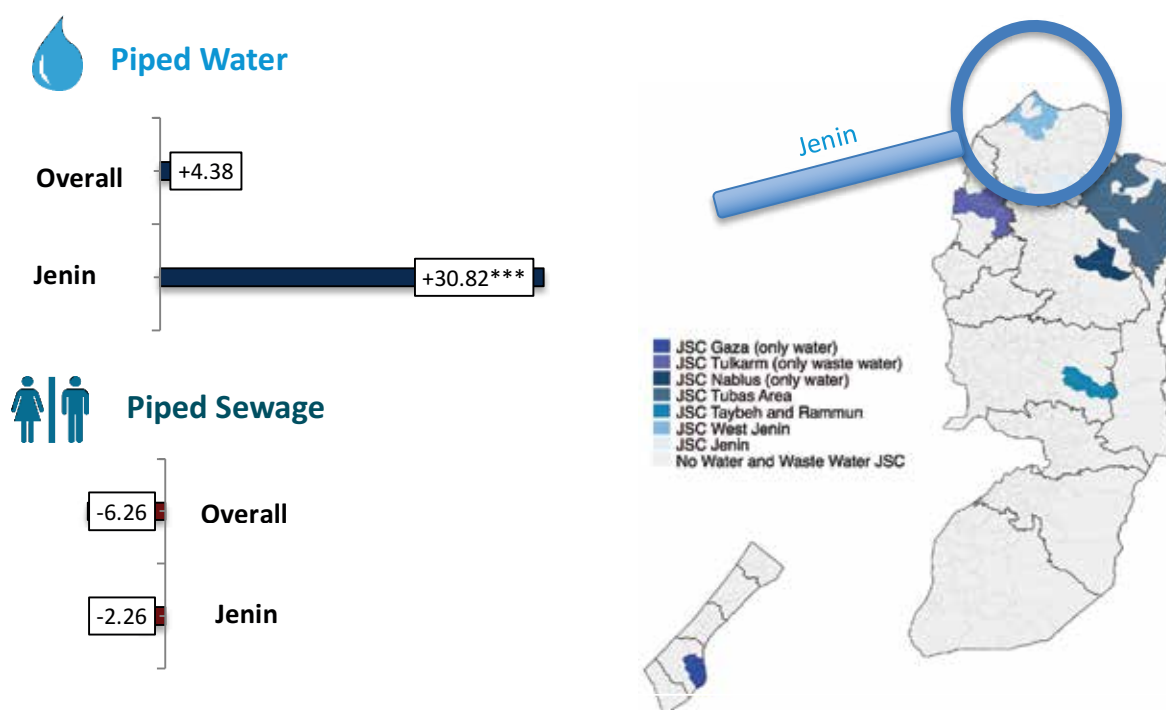 Piped Water
Overall
+4.38
Jenin
+30.82***
Piped Sewage
-6.26
Overall
-2.26
Jenin
Jenin
JSC Gaza (only water)
JSC Tulkarm (only waste water)
JSC Nablus (only water)
JSC Tubas Area
JSC Taybeh and Rammun
JSC West Jenin
JSC Jenin
No Water and Waste Water JSC